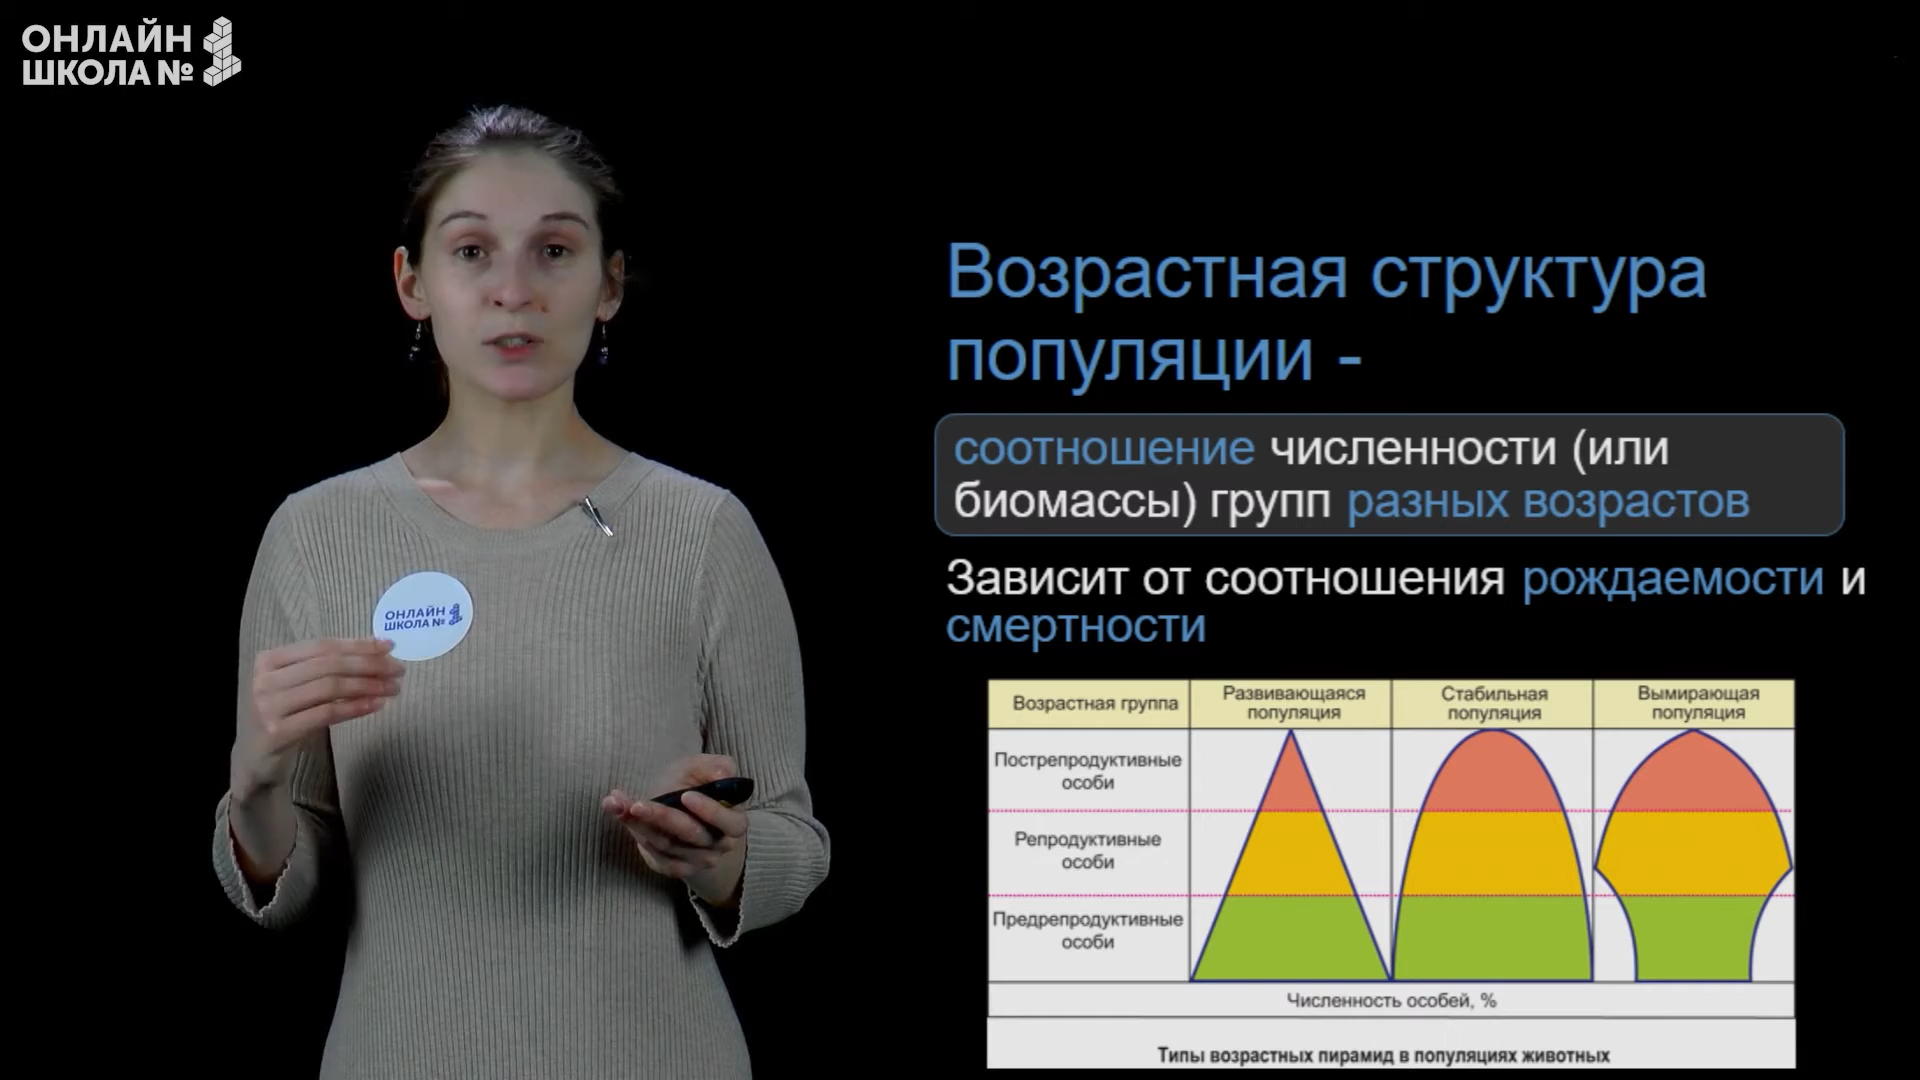 ОНЛАЙН
ШКОЛА №
Возрастная структура
популяции -
соотношение численности (или
биомассы) групп разных возрастов
Зависит от соотношения рождаемости и
смертности
ОНЛАЙН
ШКОЛА №
Возрастная группа
Развивающаяся
популяция
Стабильная
популяция
Вымирающая
популяция
Пострепродуктивные
особи
Репродуктивные
особи
Предрепродуктивные
особи
Численность особей, %
Типы возрастных пирамид в популяциях животных